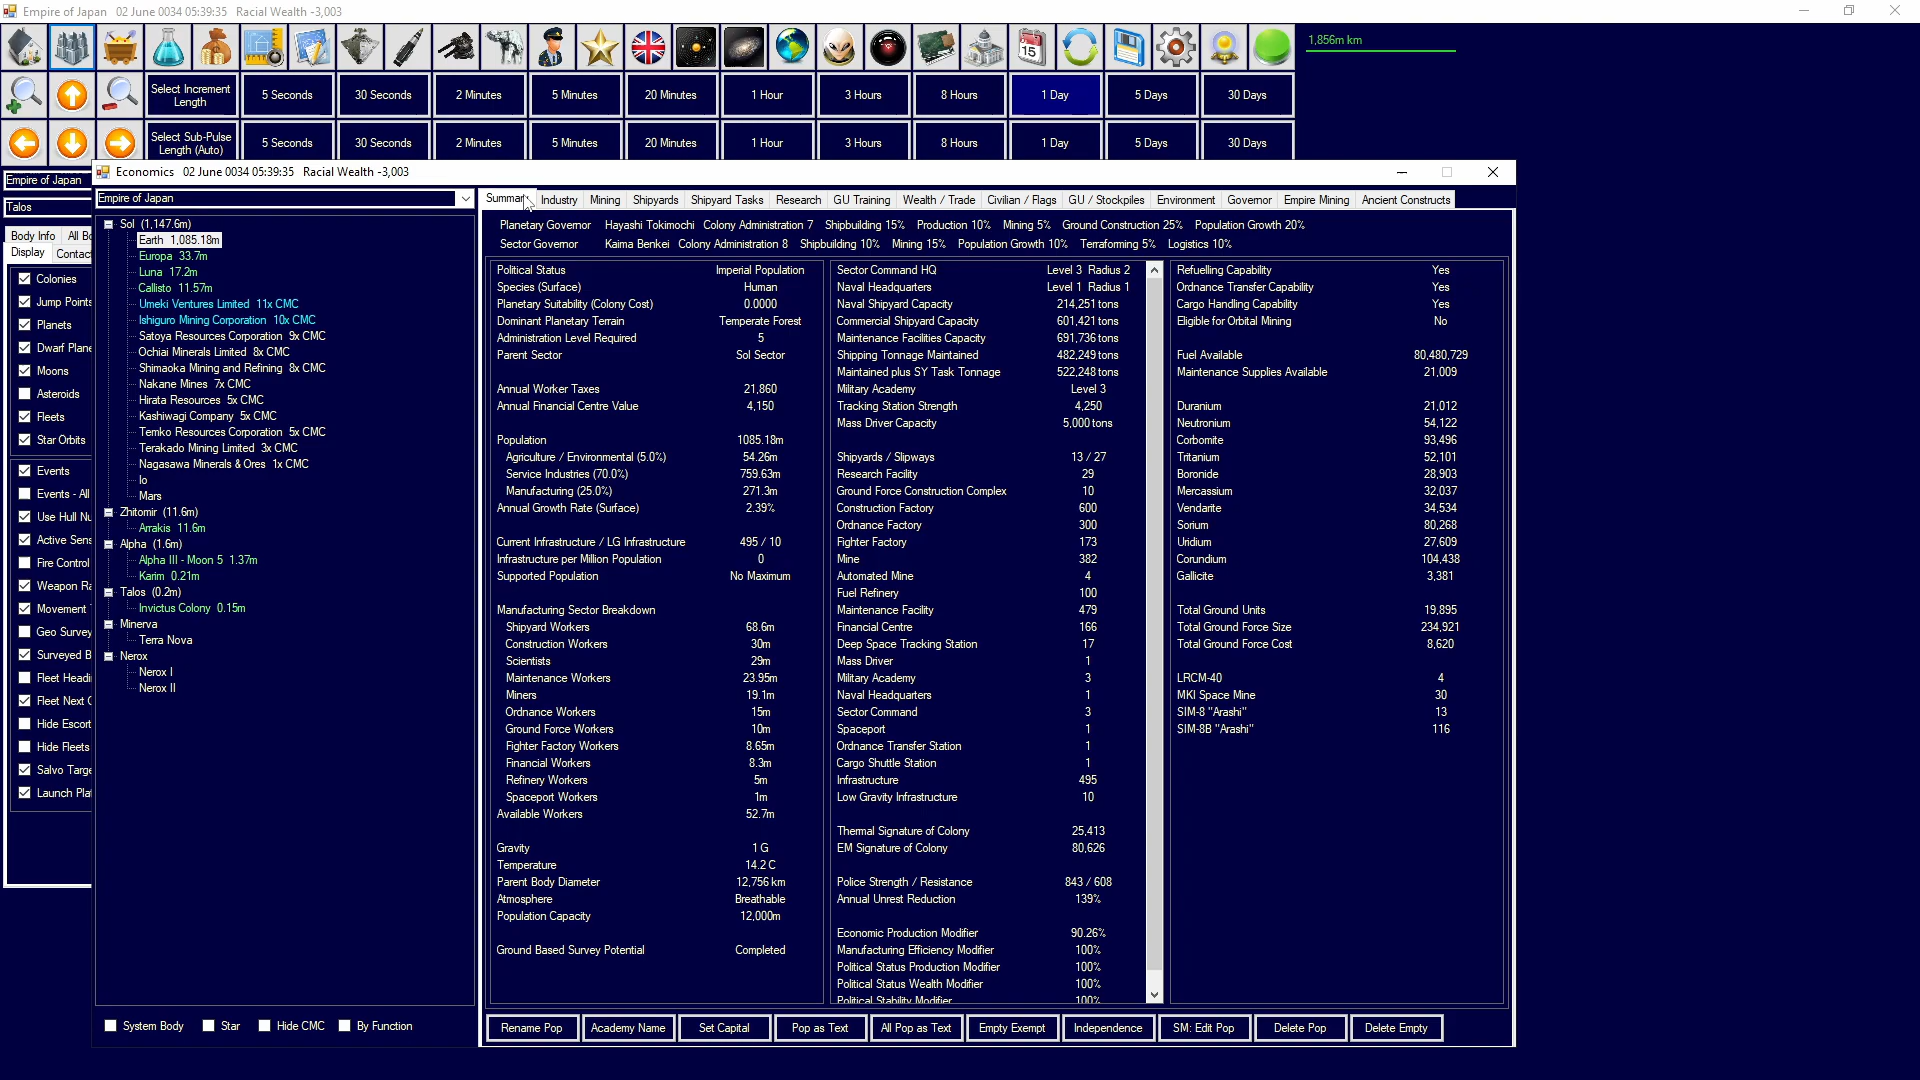 Empire of Japan   02 June 0034 05:39:35   Racial Wealth -3,003
1,856m km
15
Select Increment Length
5 Seconds
30 Seconds
2 Minutes
5 Minutes
20 Minutes
1 Hour
3 Hours
8 Hours
1 Day
5 Days
30 Days
Select Sub-Pulse Length (Auto)
5 Seconds
30 Seconds
2 Minutes
5 Minutes
20 Minutes
1 Hour
3 Hours
8 Hours
1 Day
5 Days
30 Days
Empire of Japan
Talos
Body Info   All Bo
Display   Contact
Colonies
Jump Points
Planets
Dwarf Plane
Moons
Asteroids
Fleets
Star Orbits
Events
Events - All
Use Hull Nu
Active Sens
Fire Control
Weapon Ra
Movement
Geo Survey
Surveyed B
Fleet Headi
Fleet Next
Hide Escort
Hide Fleets
Salvo Targe
Launch Pla
Economics   02 June 0034 05:39:35   Racial Wealth -3,003
Empire of Japan
Sol (1,147.6m)
Earth 1,085.18m
Europa 33.7m
Luna 17.2m
Callisto 11.57m
Umeki Ventures Limited 11x CMC
Ishiguro Mining Corporation 10x CMC
Satoya Resources Corporation 9x CMC
Ochiai Minerals Limited 8x CMC
Shimaoka Mining and Refining 8x CMC
Nakane Mines 7x CMC
Hirata Resources 5x CMC
Kashiwagi Company 5x CMC
Temko Resources Corporation 5x CMC
Terakado Mining Limited 3x CMC
Nagasawa Minerals & Ores 1x CMC
Io
Mars
Zhitomir (11.6m)
Arrakis 11.6m
Alpha (1.6m)
Alpha III - Moon 5 1.37m
Karim 0.21m
Talos (0.2m)
Invictus Colony 0.15m
Minerva
Terra Nova
Nerox
Nerox I
Nerox II
System Body   Star   Hide CMC   By Function
Summary   Industry   Mining   Shipyards   Shipyard Tasks   Research   GU Training   Wealth / Trade   Civilian / Flags   GU / Stockpiles   Environment   Governor   Empire Mining   Ancient Constructs
Planetary Governor   Hayashi Tokimochi   Colony Administration 7   Shipbuilding 15%   Production 10%   Mining 5%   Ground Construction 25%   Population Growth 20%
Sector Governor   Kaima Benkei   Colony Administration 8   Shipbuilding 10%   Mining 15%   Population Growth 10%   Terraforming 5%   Logistics 10%
Political Status   Imperial Population
Species (Surface)   Human
Planetary Suitability (Colony Cost)   0.0000
Dominant Planetary Terrain   Temperate Forest
Administration Level Required   5
Parent Sector   Sol Sector
Annual Worker Taxes   21,860
Annual Financial Centre Value   4,150
Population   1085.18m
Agriculture / Environmental (5.0%)   54.26m
Service Industries (70.0%)   759.63m
Manufacturing (25.0%)   271.3m
Annual Growth Rate (Surface)   2.39%
Current Infrastructure / LG Infrastructure   495 / 10
Infrastructure per Million Population   0
Supported Population   No Maximum
Manufacturing Sector Breakdown
Shipyard Workers   68.6m
Construction Workers   30m
Scientists   29m
Maintenance Workers   23.95m
Miners   19.1m
Ordnance Workers   15m
Ground Force Workers   10m
Fighter Factory Workers   8.65m
Financial Workers   8.3m
Refinery Workers   5m
Spaceport Workers   1m
Available Workers   52.7m
Gravity   1 G
Temperature   14.2 C
Parent Body Diameter   12,756 km
Atmosphere   Breathable
Population Capacity   12,000m
Ground Based Survey Potential   Completed
Sector Command HQ   Level 3 Radius 2
Naval Headquarters   Level 1 Radius 1
Naval Shipyard Capacity   214,251 tons
Commercial Shipyard Capacity   601,421 tons
Maintenance Facilities Capacity   691,736 tons
Shipping Tonnage Maintained   482,249 tons
Maintained plus SY Task Tonnage   522,248 tons
Military Academy   Level 3
Tracking Station Strength   4,250
Mass Driver Capacity   5,000 tons
Shipyards / Slipways   13 / 27
Research Facility   29
Ground Force Construction Complex   10
Construction Factory   600
Ordnance Factory   300
Fighter Factory   173
Mine   382
Automated Mine   4
Fuel Refinery   100
Maintenance Facility   479
Financial Centre   166
Deep Space Tracking Station   17
Mass Driver   1
Military Academy   3
Naval Headquarters   1
Sector Command   3
Spaceport   1
Ordnance Transfer Station   1
Cargo Shuttle Station   1
Infrastructure   495
Low Gravity Infrastructure   10
Thermal Signature of Colony   25,413
EM Signature of Colony   80,626
Police Strength / Resistance   843 / 608
Annual Unrest Reduction   139%
Economic Production Modifier   90.26%
Manufacturing Efficiency Modifier   100%
Political Status Production Modifier   100%
Political Status Wealth Modifier   100%
Political Stability Modifier   100%
Refuelling Capability   Yes
Ordnance Transfer Capability   Yes
Cargo Handling Capability   Yes
Eligible for Orbital Mining   No
Fuel Available   80,480,729
Maintenance Supplies Available   21,009
Duranium   21,012
Neutronium   54,122
Corbomite   93,496
Tritanium   52,101
Boronide   28,903
Mercassium   32,037
Vendarite   34,534
Sorium   80,268
Uridium   27,609
Corundium   104,438
Gallicite   3,381
Total Ground Units   19,895
Total Ground Force Size   234,921
Total Ground Force Cost   8,620
LRCM-40   4
MKI Space Mine   30
SIM-8 "Arashi"   13
SIM-8B "Arashi"   116
Rename Pop
Academy Name
Set Capital
Pop as Text
All Pop as Text
Empty Exempt
Independence
SM: Edit Pop
Delete Pop
Delete Empty